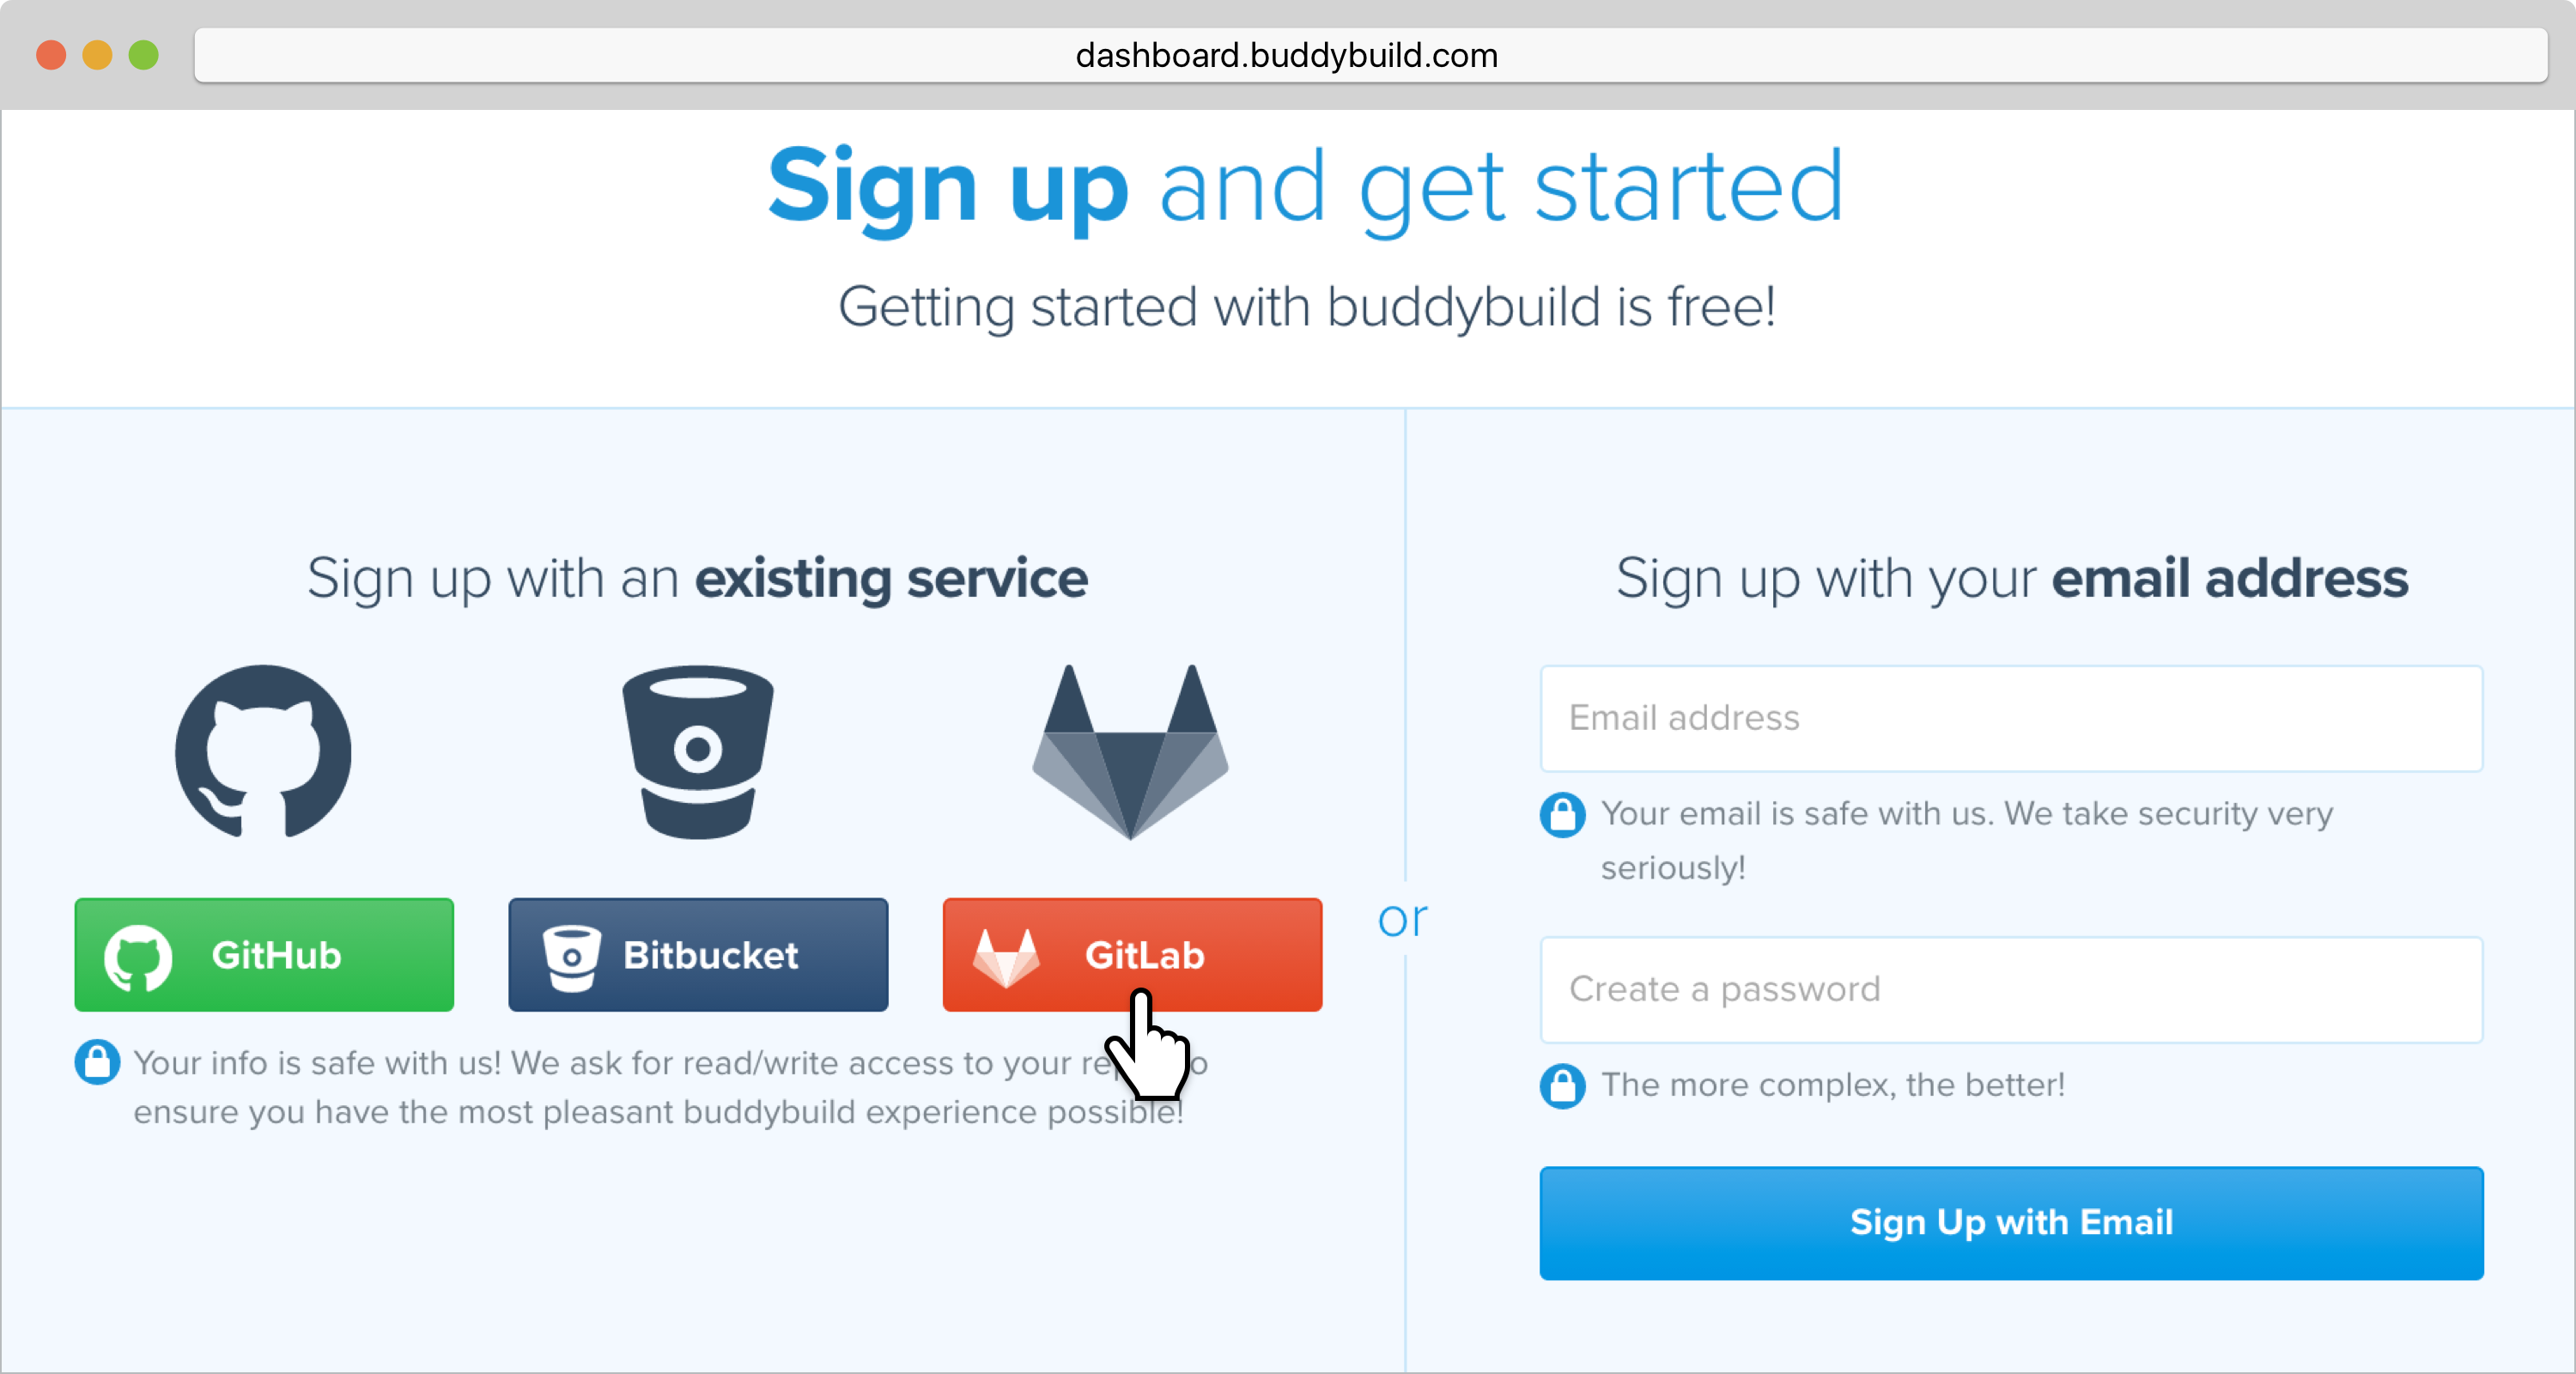 dashboard.buddybuild.com
Sign up and get started
Getting started with buddybuild is free!
Sign up with an existing service
GitHub
Bitbucket
GitLab
Your info is safe with us! We ask for read/write access to your
ensure you have the most pleasant buddybuild experience possible!
or
Sign up with your email address
Email address
Your email is safe with us. We take security very
seriously!
Create a password
The more complex, the better!
Sign Up with Email